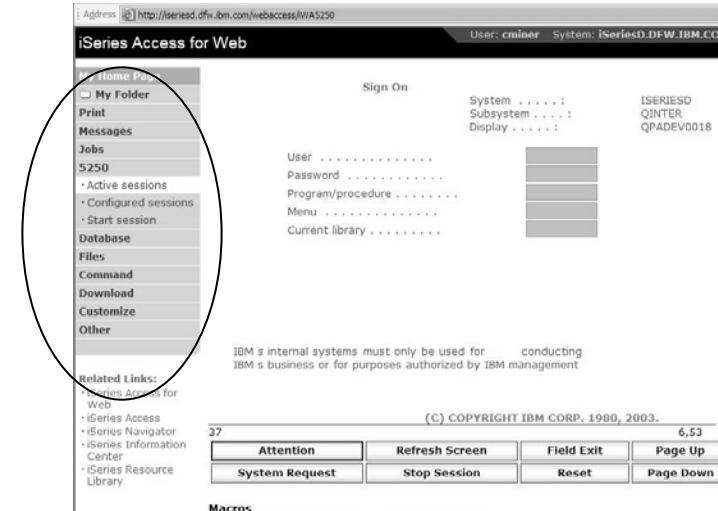 Address http://iseriesd.dfw.ibm.com/webaccess/iWA5250
iSeries Access for Web
User: cminer System: iSeriesD.DFW.IBM.CO
My Home Page
My Folder
Print
Messages
Jobs
5250
· Active sessions
· Configured sessions
· Start session
Database
Files
Command
Download
Customize
Other
Related Links:
· iSeries Access for
Web
· iSeries Access
· iSeries Navigator
· iSeries Information
Center
· iSeries Resource
Library
Sign On
System . . . . . : ISERIESD
Subsystem . . . . : QINTER
Display . . . . . : QPADEV0018
User . . . . . . . . . . . . . .
Password . . . . . . . . . . . .
Program/procedure . . . . . . . .
Menu . . . . . . . . . . . . . .
Current library . . . . . . . . .
IBM s internal systems must only be used for conducting
IBM s business or for purposes authorized by IBM management
(C) COPYRIGHT IBM CORP. 1980, 2003.
37 6,53
Attention Refresh Screen Field Exit Page Up
System Request Stop Session Reset Page Down
Macros